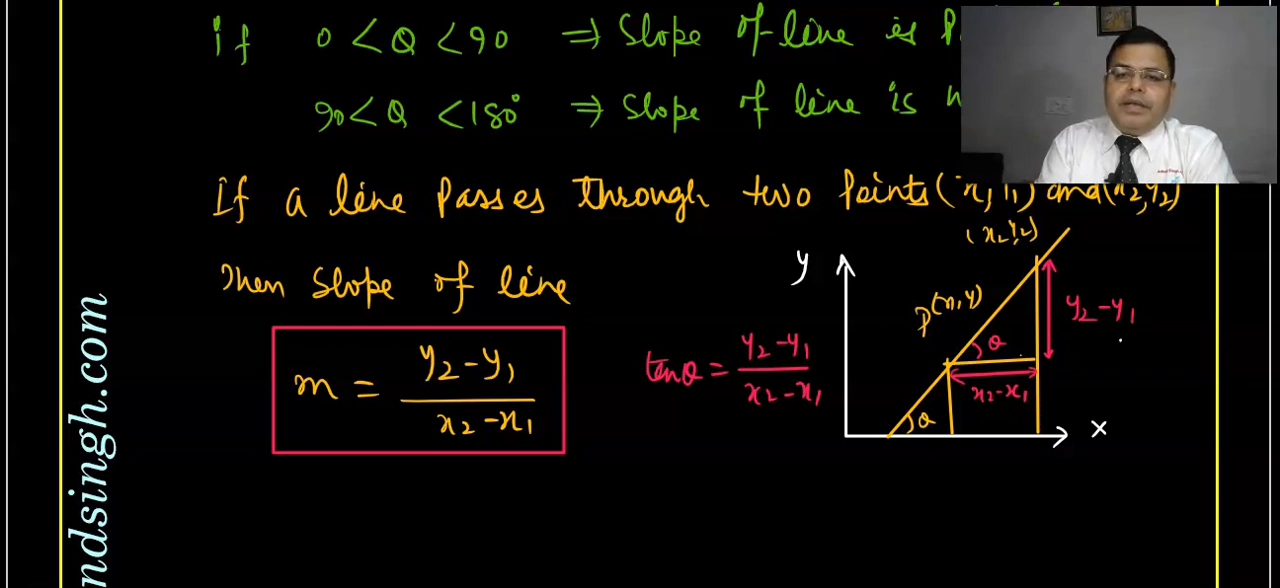 if 0 < θ < 90 ⇒ Slope of line is
90 < θ < 180° ⇒ Slope of line is
If a line passes through two points (x, y1) and (x2, y2)
(x2, y2)
Then slope of line
y
P(x, y)
y2 - y1
m = (y2 - y1)/(x2 - x1)
tanθ = (y2 - y1)/(x2 - x1)
θ
x2 - x1
θ
x
ndsingh.com